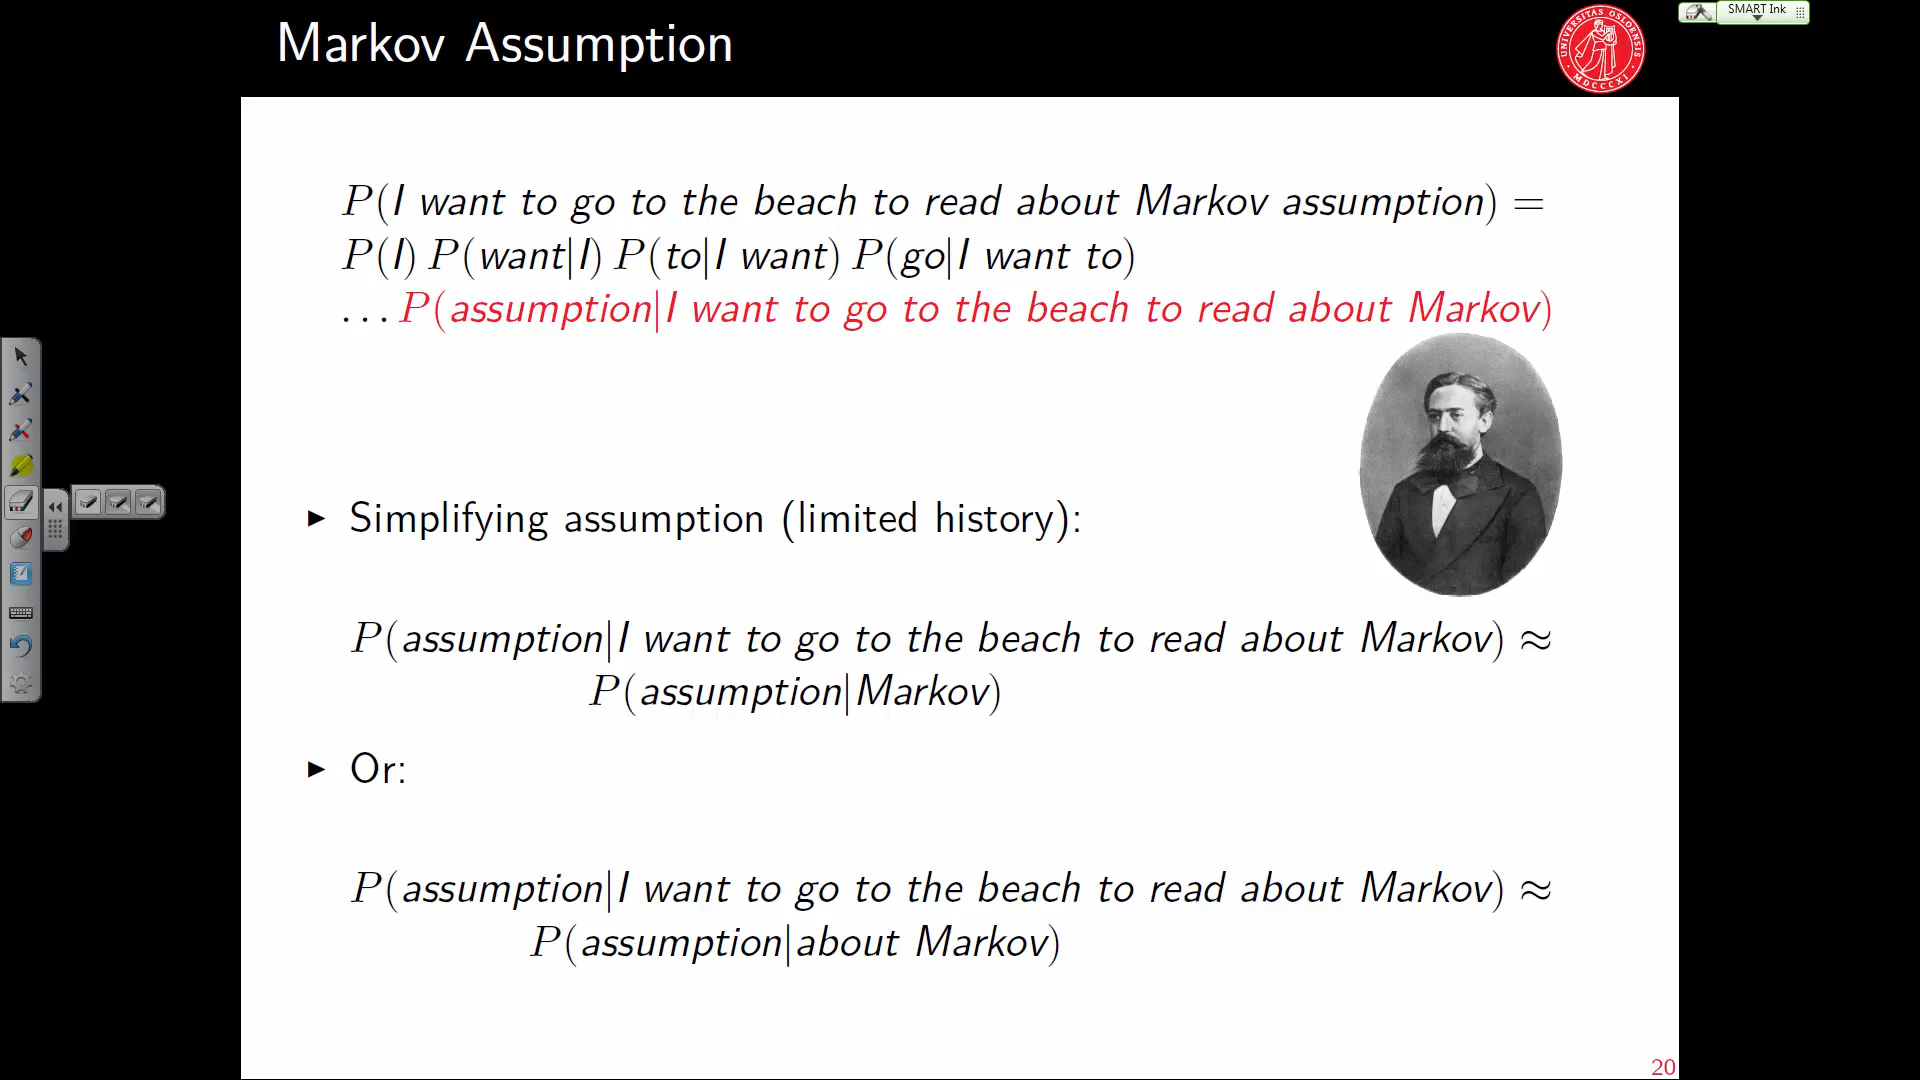 Markov Assumption
UNIVERSITAS OSLOENSIS
MDCCCXI
SMART Ink
P(I want to go to the beach to read about Markov assumption) =
P(I) P(want|I) P(to|I want) P(go|I want to)
...P(assumption|I want to go to the beach to read about Markov)
▶ Simplifying assumption (limited history):
P(assumption|I want to go to the beach to read about Markov) ≈
P(assumption|Markov)
▶ Or:
P(assumption|I want to go to the beach to read about Markov) ≈
P(assumption|about Markov)
20